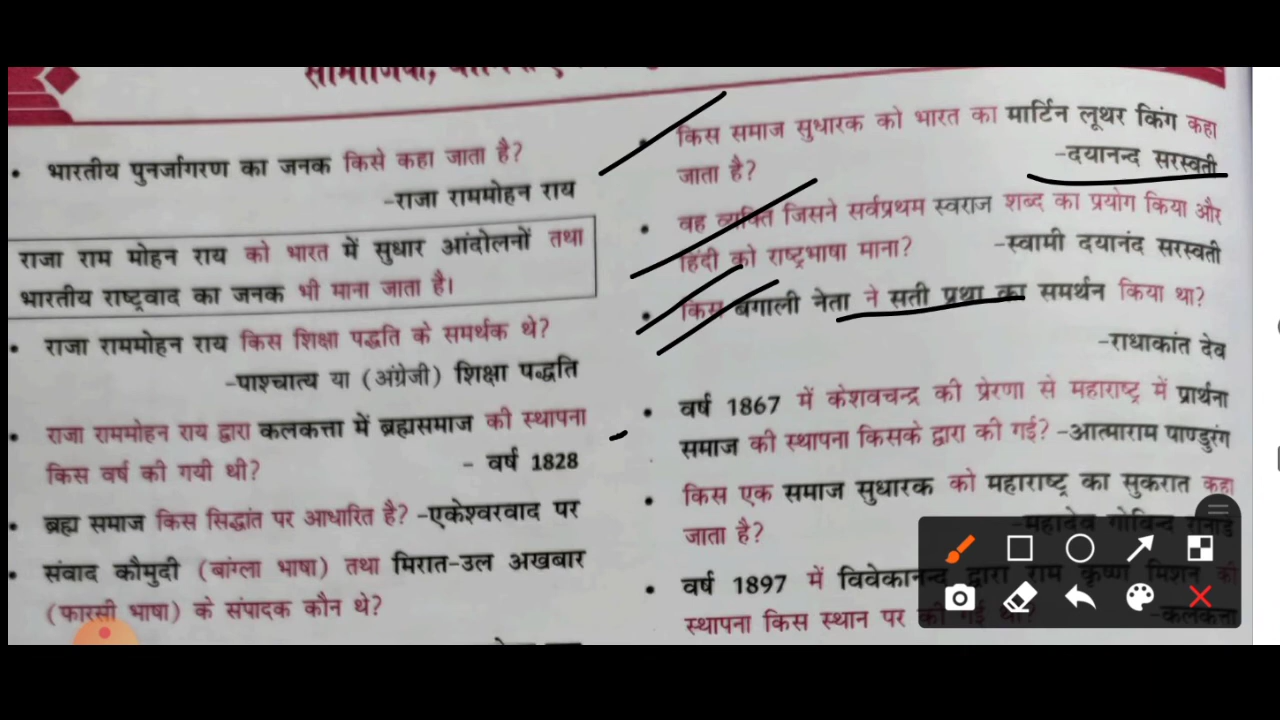 भारतीय पुनर्जागरण का जनक किसे कहा जाता है?
-राजा राममोहन राय
राजा राम मोहन राय को भारत में सुधार आंदोलनों तथा
भारतीय राष्ट्रवाद का जनक भी माना जाता है।
राजा राममोहन राय किस शिक्षा पद्धति के समर्थक थे?
-पाश्चात्य या (अंग्रेजी) शिक्षा पद्धति
राजा राममोहन राय द्वारा कलकत्ता में ब्रह्मसमाज की स्थापना
किस वर्ष की गयी थी? - वर्ष 1828
ब्रह्म समाज किस सिद्धांत पर आधारित है? -एकेश्वरवाद पर
संवाद कौमुदी (बांग्ला भाषा) तथा मिरात-उल अखबार
(फारसी भाषा) के संपादक कौन थे?
किस समाज सुधारक को भारत का मार्टिन लूथर किंग कहा
जाता है? -दयानन्द सरस्वती
वह व्यक्ति जिसने सर्वप्रथम स्वराज शब्द का प्रयोग किया और
हिंदी को राष्ट्रभाषा माना? -स्वामी दयानंद सरस्वती
किस बंगाली नेता ने सती प्रथा का समर्थन किया था?
-राधाकांत देव
वर्ष 1867 में केशवचन्द्र की प्रेरणा से महाराष्ट्र में प्रार्थना
समाज की स्थापना किसके द्वारा की गई? -आत्माराम पाण्डुरंग
किस एक समाज सुधारक को महाराष्ट्र का सुकरात कहा
जाता है? -महादेव गोविन्द रानाडे
वर्ष 1897 में विवेकानन्द द्वारा राम कृष्ण मिशन की
स्थापना किस स्थान पर की गई थी? -कलकत्ता